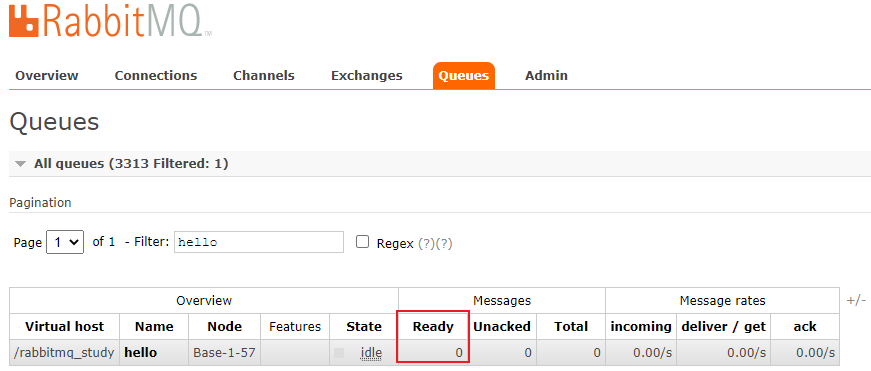 RabbitMQ™
Overview Connections Channels Exchanges Queues Admin
Queues
All queues (3313 Filtered: 1)
Pagination
Page 1 of 1 - Filter: hello Regex (?)(?)
Overview Messages Message rates +/-
Virtual host Name Node Features State Ready Unacked Total incoming deliver / get ack
/rabbitmq_study hello Base-1-57 idle 0 0 0 0.00/s 0.00/s 0.00/s